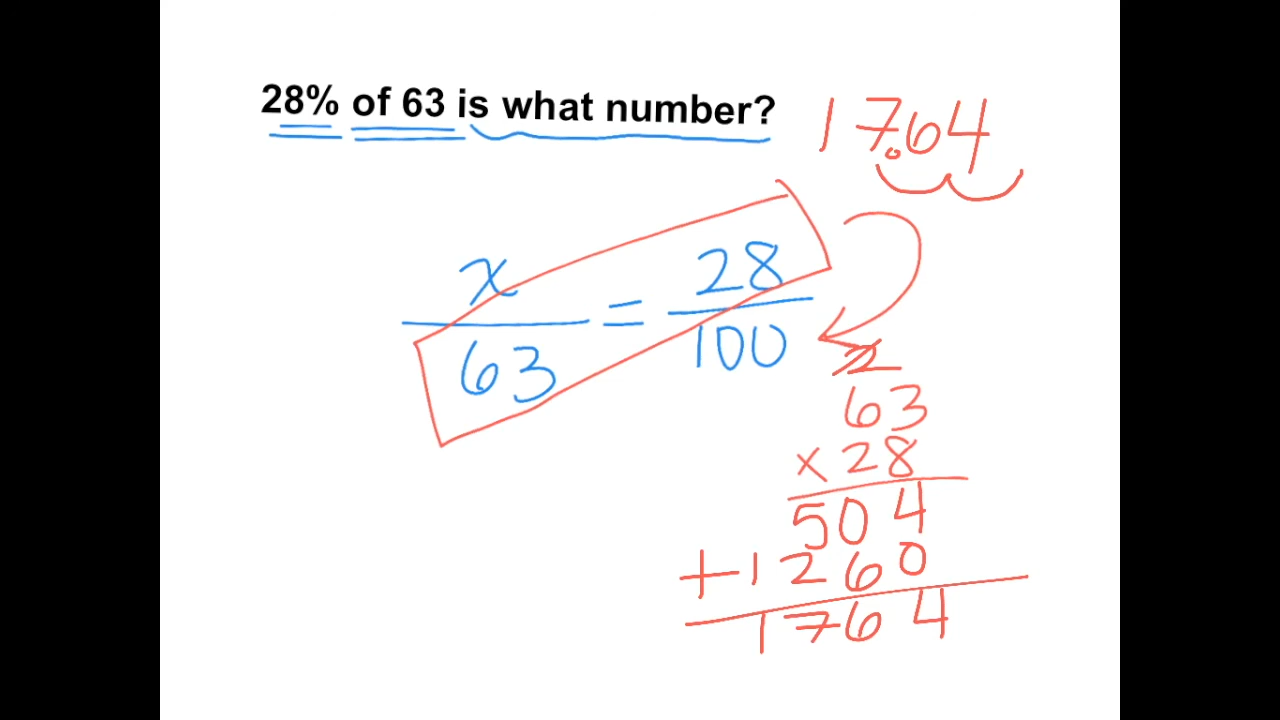 28% of 63 is what number?
17.64
x = 28
63 100
2
63
x 28
504
+1260
1764